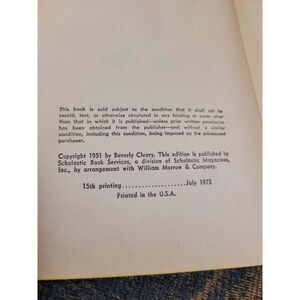 This book is sold subject to the condition that it shall not be
resold, lent, or otherwise circulated in any binding or cover other
than that in which it is published—unless prior written permission
has been obtained from the publisher—and without a similar
condition, including this condition, being imposed on the subsequent
purchaser.
Copyright 1951 by Beverly Cleary. This edition is published by
Scholastic Book Services, a division of Scholastic Magazines,
Inc., by arrangement with William Morrow & Company.
15th printing....................July 1975
Printed in the U.S.A.